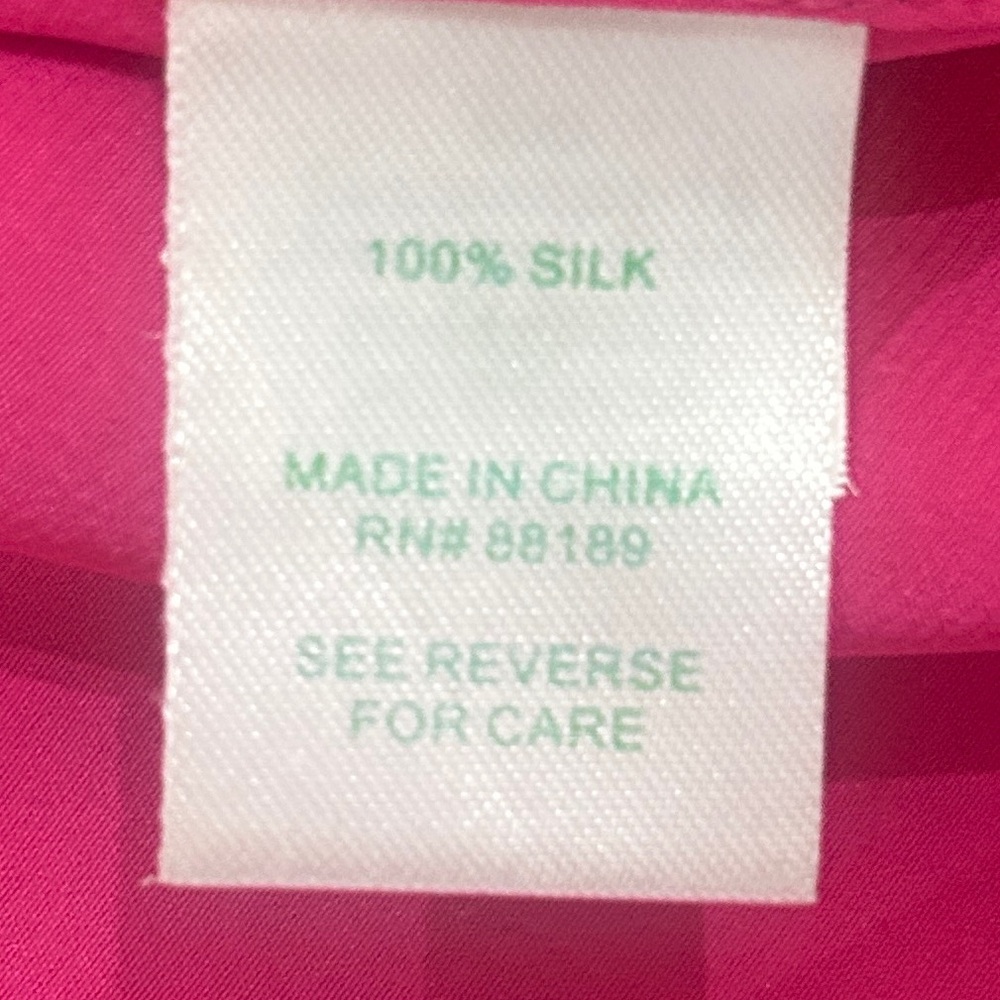 100% SILK
MADE IN CHINA
RN# 88189
SEE REVERSE
FOR CARE